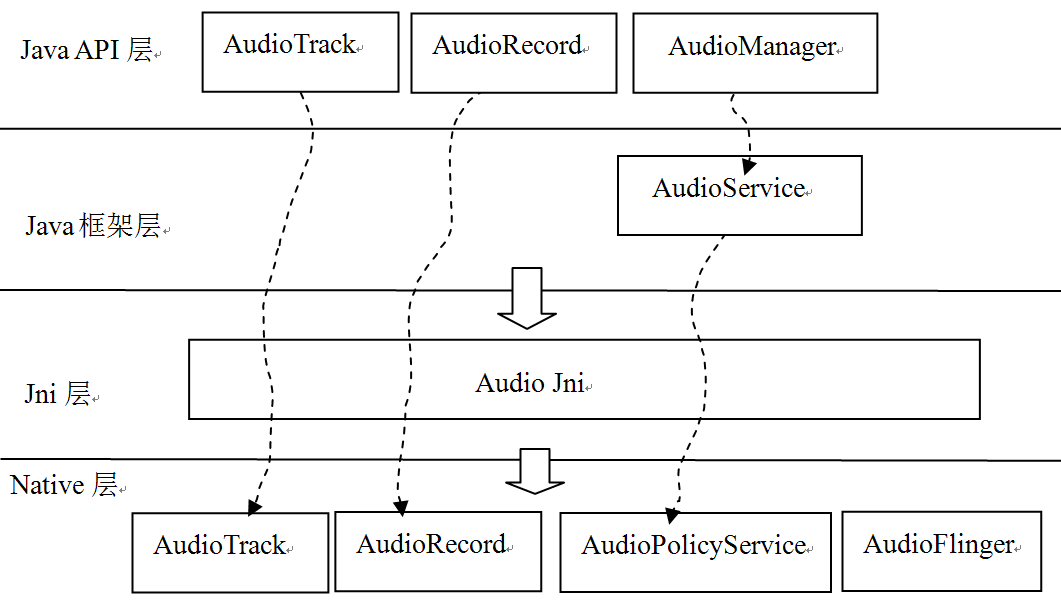 Java API 层
AudioTrack
AudioRecord
AudioManager
AudioService
Java 框架层
Audio Jni
Jni 层
Native 层
AudioTrack
AudioRecord
AudioPolicyService
AudioFlinger